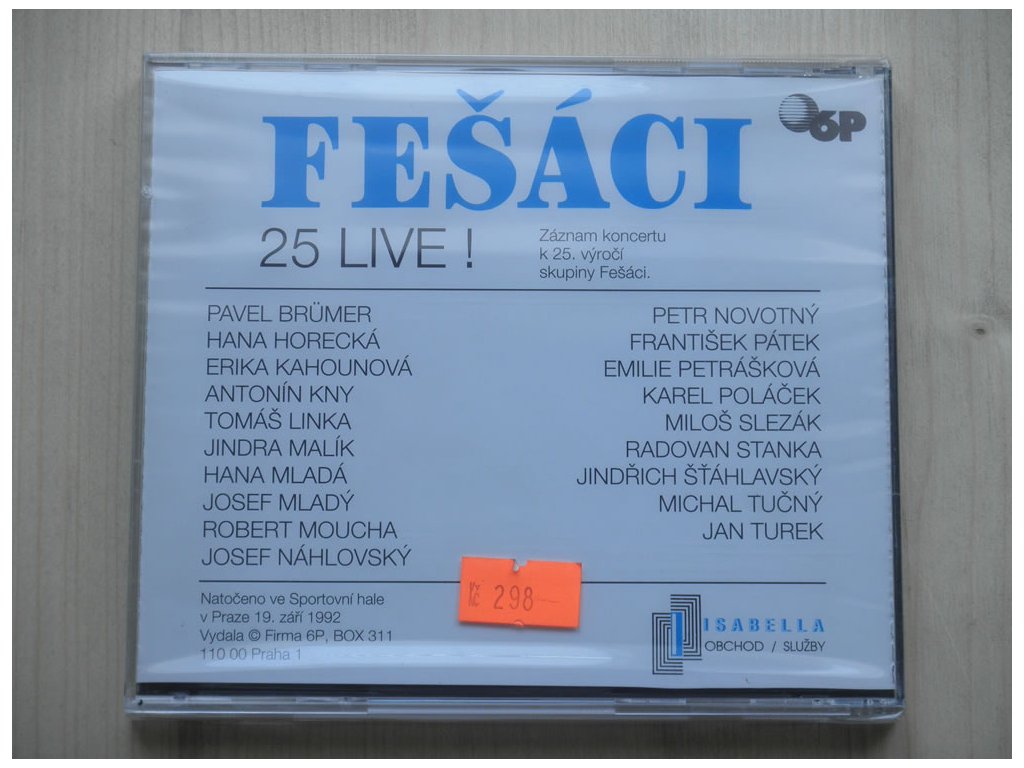 6P
FEŠÁCI
25 LIVE !
Záznam koncertu
k 25. výročí
skupiny Fešáci.
PAVEL BRÜMER
HANA HORECKÁ
ERIKA KAHOUNOVÁ
ANTONÍN KNY
TOMÁŠ LINKA
JINDRA MALÍK
HANA MLADÁ
JOSEF MLADÝ
ROBERT MOUCHA
JOSEF NÁHLOVSKÝ
PETR NOVOTNÝ
FRANTIŠEK PÁTEK
EMILIE PETRÁŠKOVÁ
KAREL POLÁČEK
MILOŠ SLEZÁK
RADOVAN STANKA
JINDŘICH ŠŤÁHLAVSKÝ
MICHAL TUČNÝ
JAN TUREK
Kč 298—
Natočeno ve Sportovní hale
v Praze 19. září 1992
Vydala © Firma 6P, BOX 311
110 00 Praha 1
ISABELLA
OBCHOD / SLUŽBY